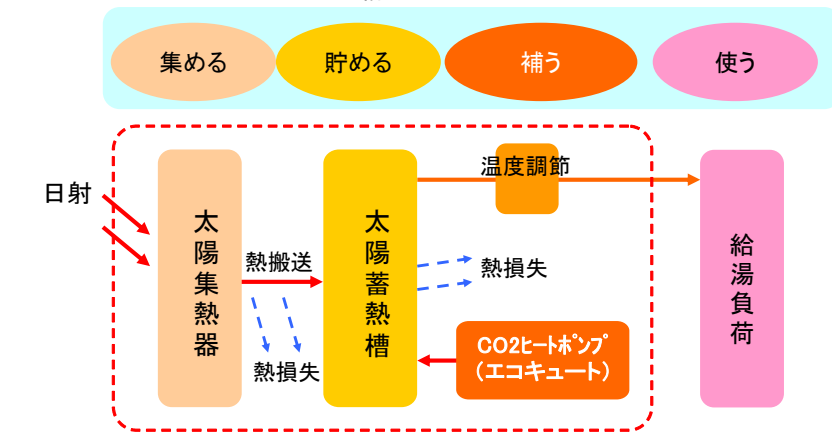 集める
貯める
補う
使う
温度調節
日射
太陽集熱器
熱搬送
太陽蓄熱槽
熱損失
給湯負荷
CO2ﾋｰﾄﾎﾟﾝﾌﾟ
(エコキュート)
熱損失